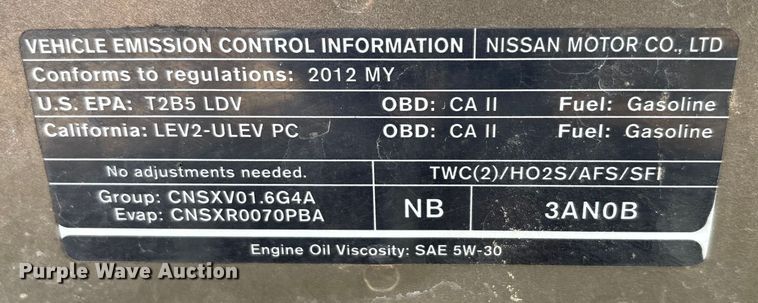 VEHICLE EMISSION CONTROL INFORMATION NISSAN MOTOR CO., LTD
Conforms to regulations: 2012 MY
U.S. EPA: T2B5 LDV OBD: CA II Fuel: Gasoline
California: LEV2-ULEV PC OBD: CA II Fuel: Gasoline
No adjustments needed. TWC(2)/HO2S/AFS/SFI
Group: CNSXV01.6G4A
Evap: CNSXR0070PBA
NB 3AN0B
Engine Oil Viscosity: SAE 5W-30
Purple Wave Auction